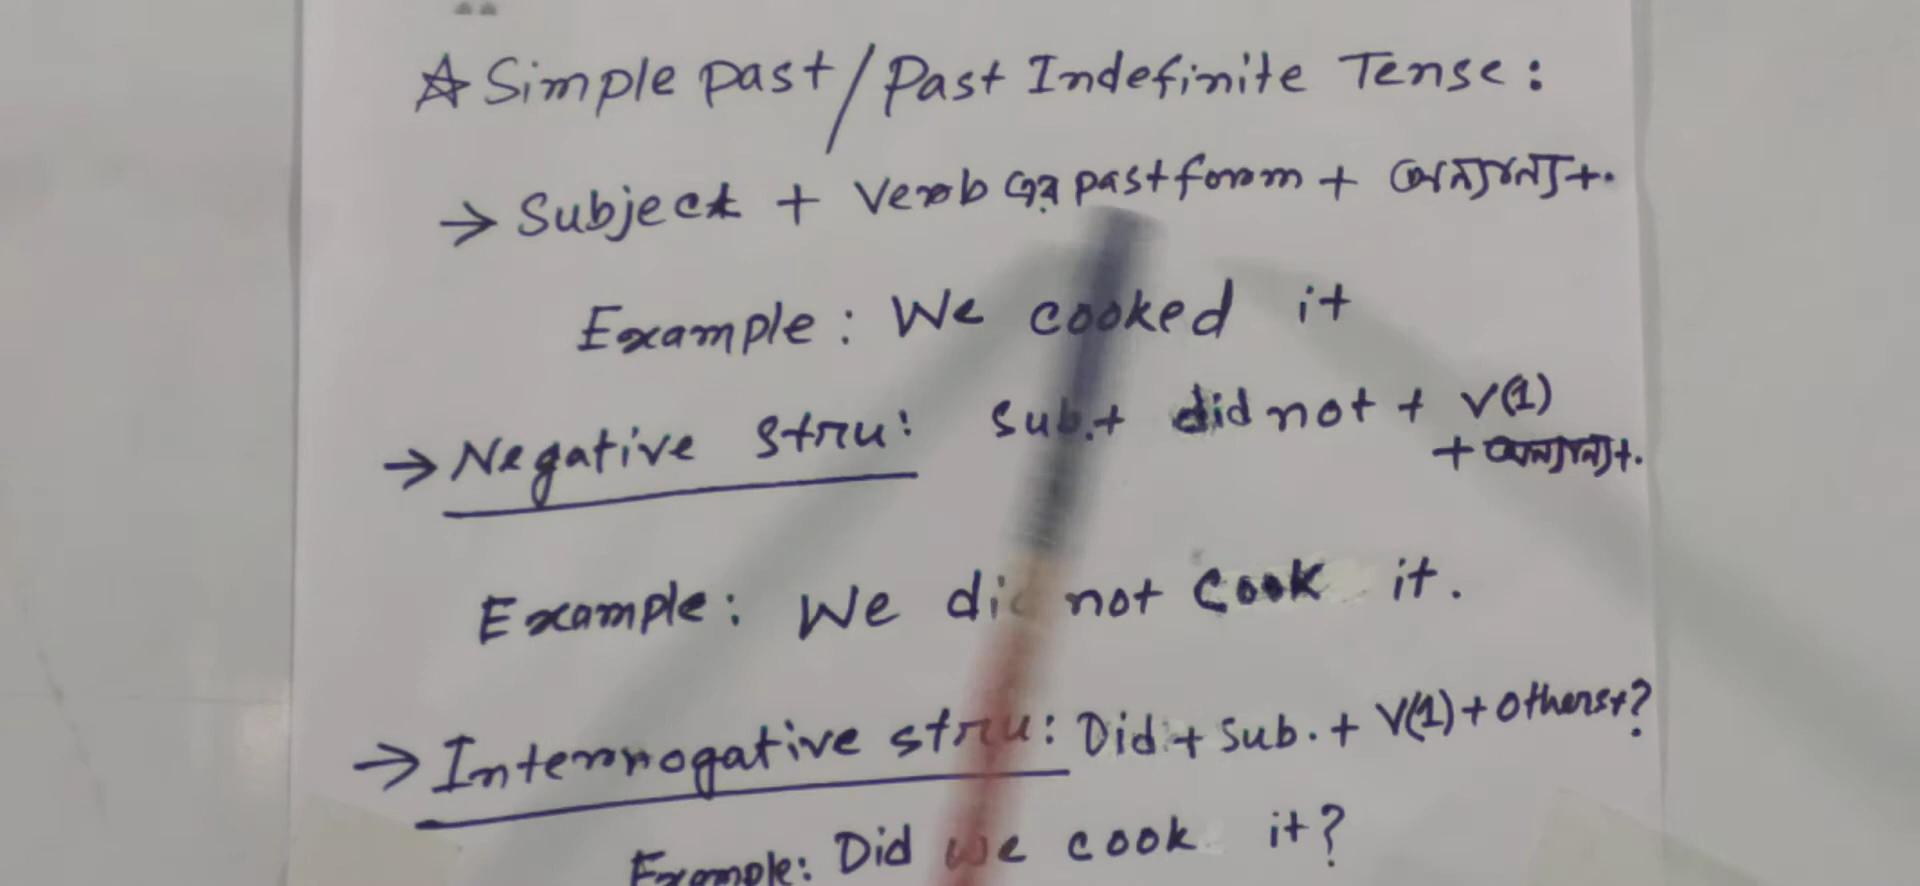 ☆ Simple past/Past Indefinite Tense:
→ Subject + Verb এর past form + অন্যান্য+.
Example: We cooked it
→ Negative stru: Sub.+ did not + V(1)
+ অন্যান্য+.
Example: We did not cook it.
→ Interrogative stru: Did + Sub. + V(1)+Others+?
Example: Did we cook it?